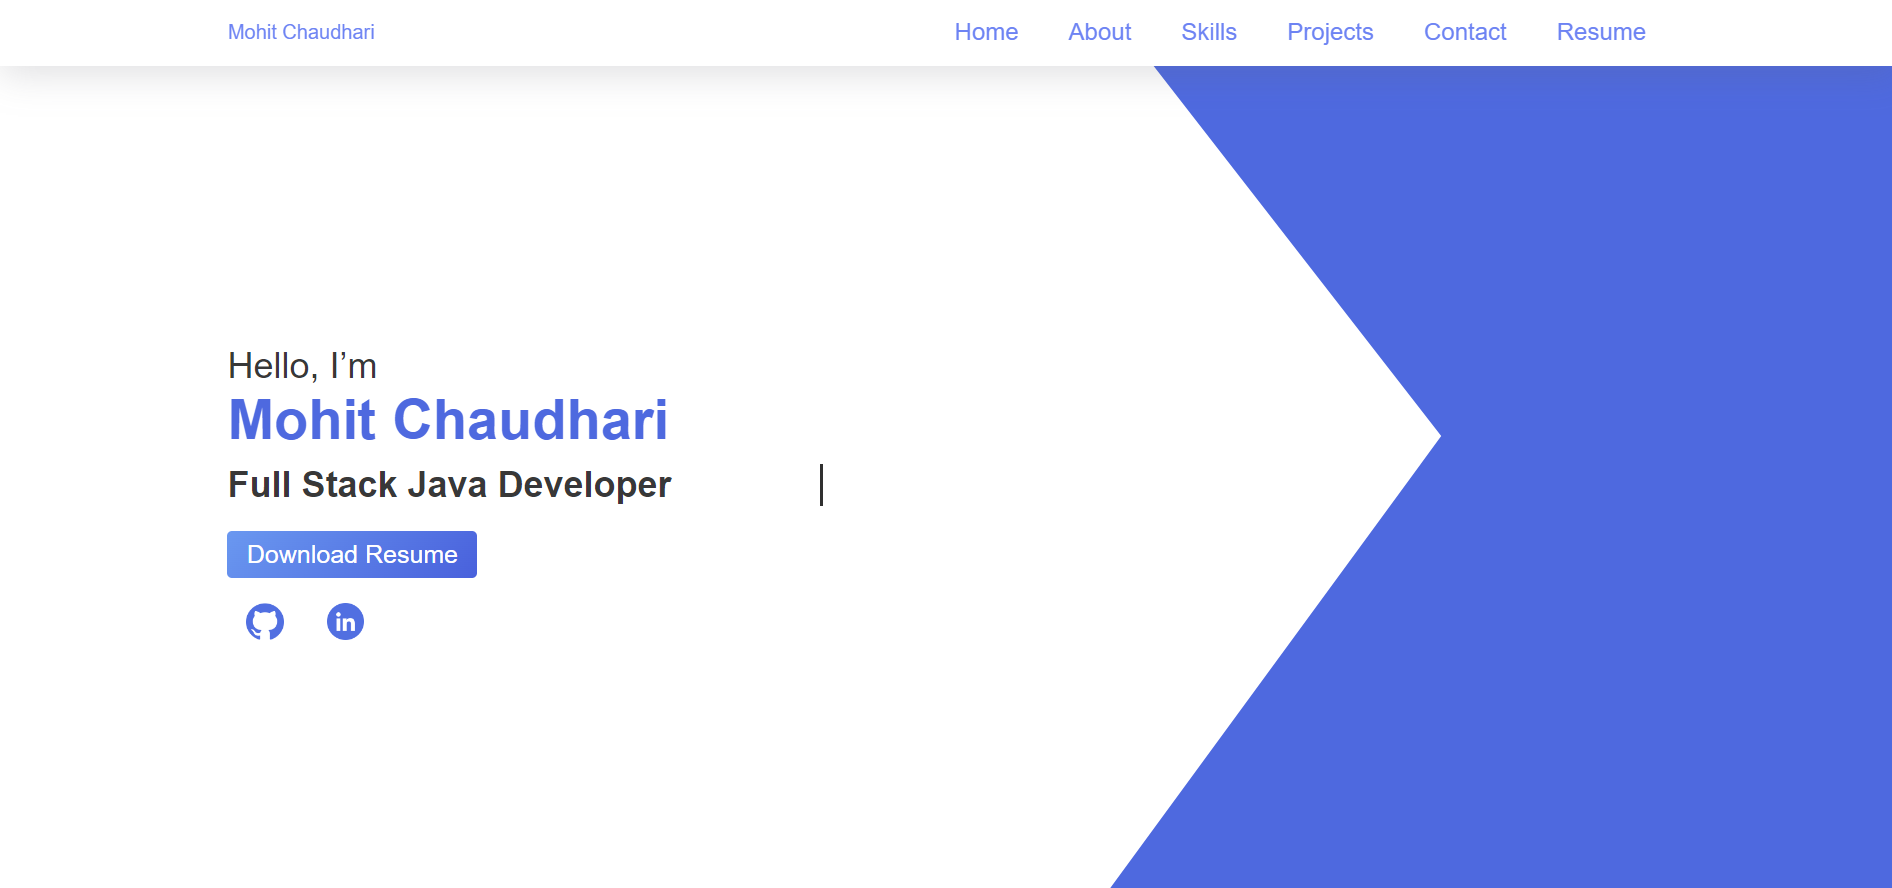 Mohit Chaudhari
Home About Skills Projects Contact Resume
Hello, I’m
Mohit Chaudhari
Full Stack Java Developer
Download Resume
in